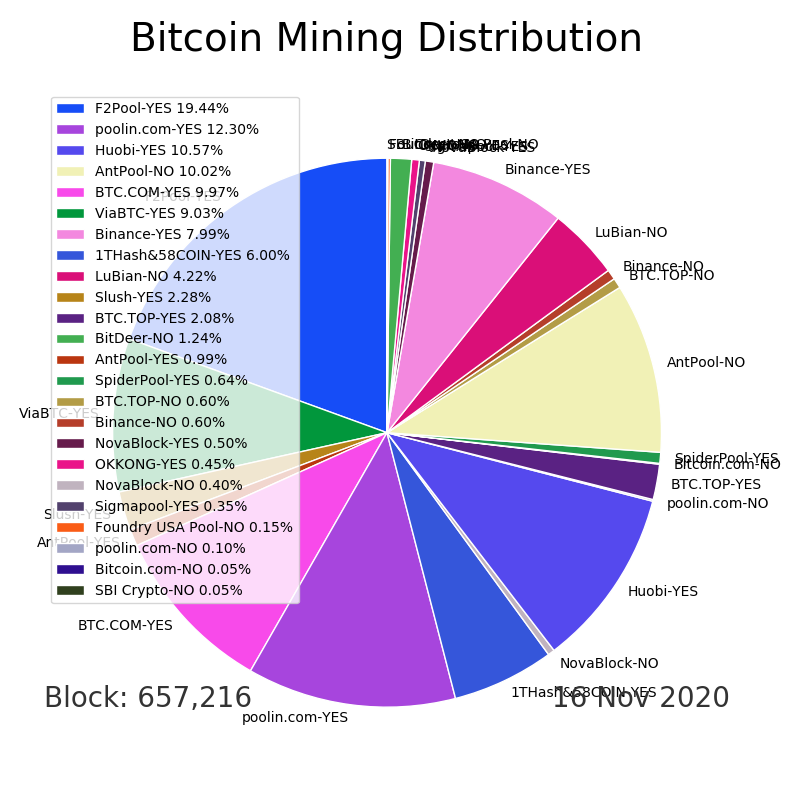 Bitcoin Mining Distribution
F2Pool-YES 19.44%
poolin.com-YES 12.30%
Huobi-YES 10.57%
AntPool-NO 10.02%
BTC.COM-YES 9.97%
ViaBTC-YES 9.03%
Binance-YES 7.99%
1THash&58COIN-YES 6.00%
LuBian-NO 4.22%
Slush-YES 2.28%
BTC.TOP-YES 2.08%
BitDeer-NO 1.24%
AntPool-YES 0.99%
SpiderPool-YES 0.64%
BTC.TOP-NO 0.60%
Binance-NO 0.60%
NovaBlock-YES 0.50%
OKKONG-YES 0.45%
NovaBlock-NO 0.40%
Sigmapool-YES 0.35%
Foundry USA Pool-NO 0.15%
poolin.com-NO 0.10%
Bitcoin.com-NO 0.05%
SBI Crypto-NO 0.05%
Binance-YES
LuBian-NO
Binance-NO
BTC.TOP-NO
AntPool-NO
SpiderPool-YES
Bitcoin.com-NO
BTC.TOP-YES
poolin.com-NO
Huobi-YES
NovaBlock-NO
1THash&58COIN-YES
poolin.com-YES
BTC.COM-YES
AntPool-YES
Slush-YES
ViaBTC-YES
F2Pool-YES
Block: 657,216
16 Nov 2020